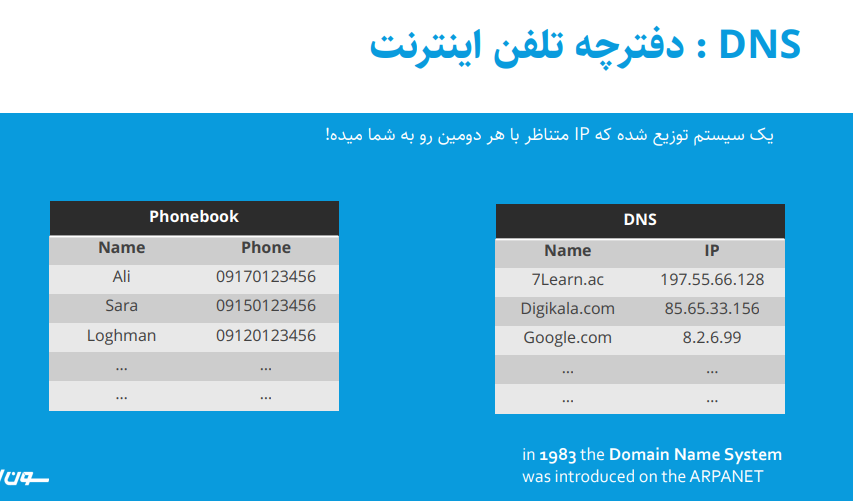 DNS : دفترچه تلفن اینترنت
یک سیستم توزیع شده که IP متناظر با هر دومین رو به شما میده!
Phonebook
Name Phone
Ali 09170123456
Sara 09150123456
Loghman 09120123456
... ...
... ...
DNS
Name IP
7Learn.ac 197.55.66.128
Digikala.com 85.65.33.156
Google.com 8.2.6.99
... ...
... ...
in 1983 the Domain Name System
was introduced on the ARPANET